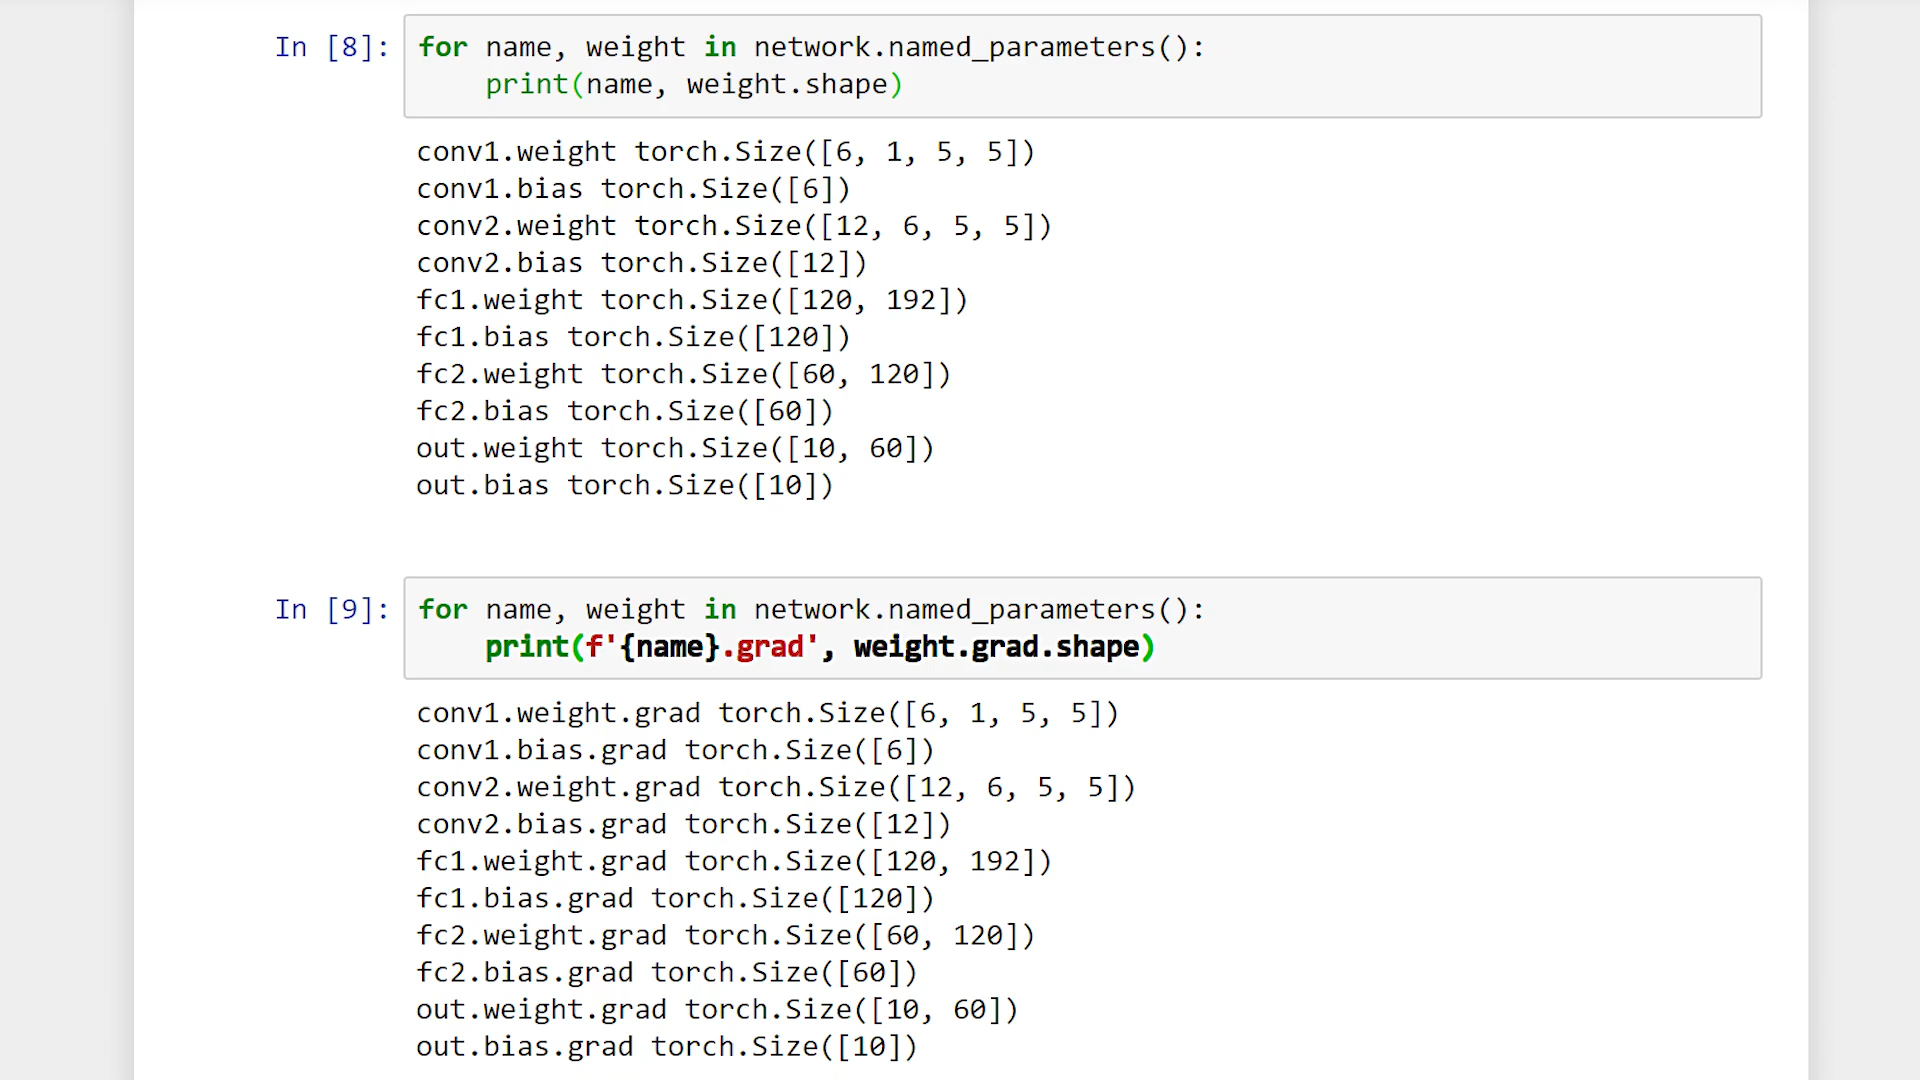 In [8]: for name, weight in network.named_parameters():
print(name, weight.shape)
conv1.weight torch.Size([6, 1, 5, 5])
conv1.bias torch.Size([6])
conv2.weight torch.Size([12, 6, 5, 5])
conv2.bias torch.Size([12])
fc1.weight torch.Size([120, 192])
fc1.bias torch.Size([120])
fc2.weight torch.Size([60, 120])
fc2.bias torch.Size([60])
out.weight torch.Size([10, 60])
out.bias torch.Size([10])
In [9]: for name, weight in network.named_parameters():
print(f'{name}.grad', weight.grad.shape)
conv1.weight.grad torch.Size([6, 1, 5, 5])
conv1.bias.grad torch.Size([6])
conv2.weight.grad torch.Size([12, 6, 5, 5])
conv2.bias.grad torch.Size([12])
fc1.weight.grad torch.Size([120, 192])
fc1.bias.grad torch.Size([120])
fc2.weight.grad torch.Size([60, 120])
fc2.bias.grad torch.Size([60])
out.weight.grad torch.Size([10, 60])
out.bias.grad torch.Size([10])